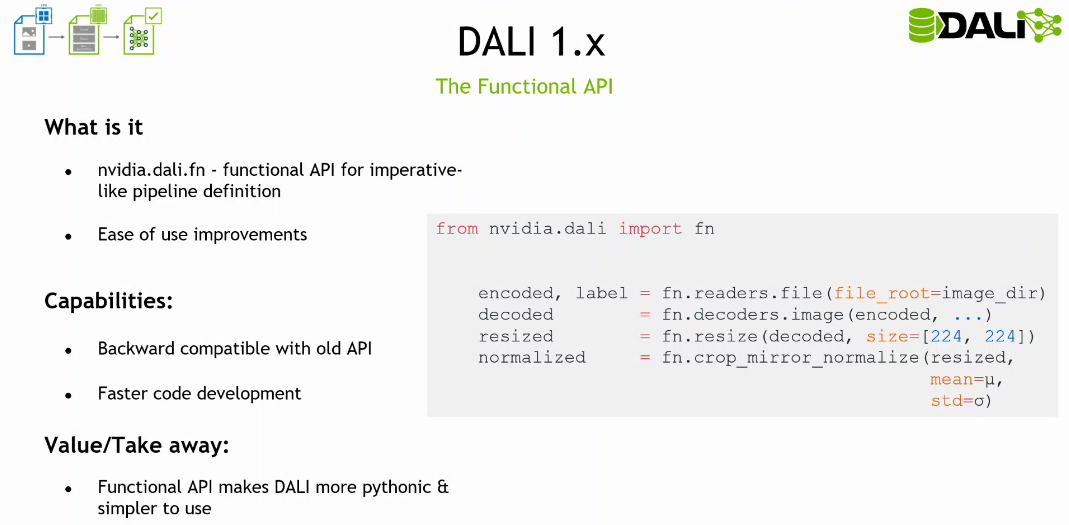 DALI
DALI 1.x
The Functional API
What is it
• nvidia.dali.fn - functional API for imperative-
like pipeline definition
• Ease of use improvements
Capabilities:
• Backward compatible with old API
• Faster code development
Value/Take away:
• Functional API makes DALI more pythonic &
simpler to use
from nvidia.dali import fn
encoded, label = fn.readers.file(file_root=image_dir)
decoded = fn.decoders.image(encoded, ...)
resized = fn.resize(decoded, size=[224, 224])
normalized = fn.crop_mirror_normalize(resized,
mean=μ,
std=σ)